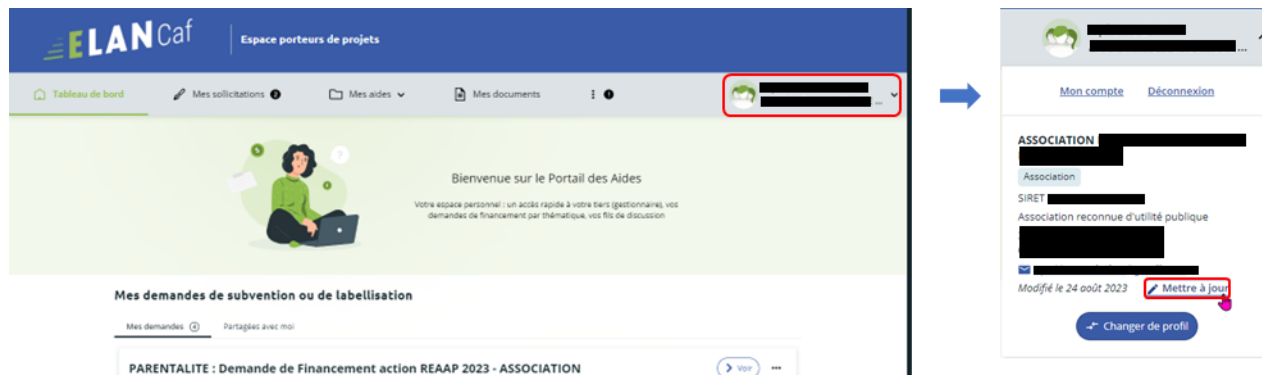 ELAN Caf
Espace porteurs de projets
Tableau de bord
Mes sollicitations 2
Mes aides
Mes documents
...
Bienvenue sur le Portail des Aides
Votre espace personnel : un accès rapide à votre tiers (gestionnaire), vos
demandes de financement par thématique, vos fils de discussion
Mes demandes de subvention ou de labellisation
Mes demandes 4
Partagées avec moi
PARENTALITE : Demande de Financement action REAAP 2023 - ASSOCIATION
Voir
...
Mon compte
Déconnexion
ASSOCIATION
Association
SIRET
Association reconnue d'utilité publique
Modifié le 24 août 2023
Mettre à jour
Changer de profil